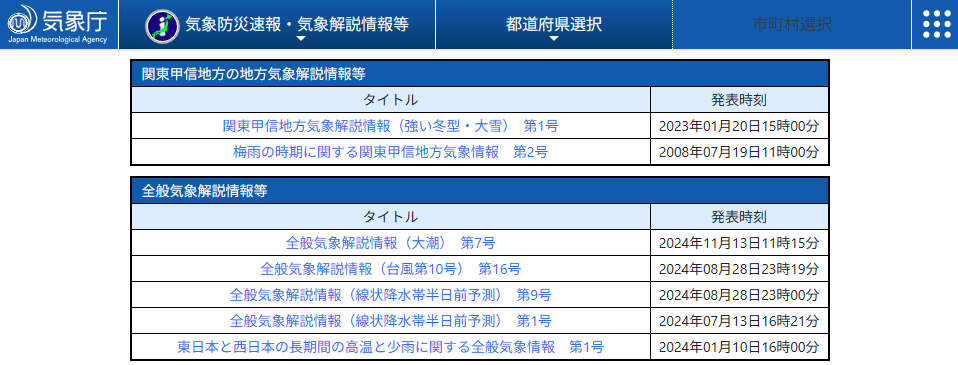 気象庁
Japan Meteorological Agency
気象防災速報・気象解説情報等
都道府県選択
市町村選択
関東甲信地方の地方気象解説情報等
タイトル 発表時刻
関東甲信地方気象解説情報（強い冬型・大雪） 第1号 2023年01月20日15時00分
梅雨の時期に関する関東甲信地方気象情報 第2号 2008年07月19日11時00分
全般気象解説情報等
タイトル 発表時刻
全般気象解説情報（大潮） 第7号 2024年11月13日11時15分
全般気象解説情報（台風第10号） 第16号 2024年08月28日23時19分
全般気象解説情報（線状降水帯半日前予測） 第9号 2024年08月28日23時00分
全般気象解説情報（線状降水帯半日前予測） 第1号 2024年07月13日16時21分
東日本と西日本の長期間の高温と少雨に関する全般気象情報 第1号 2024年01月10日16時00分